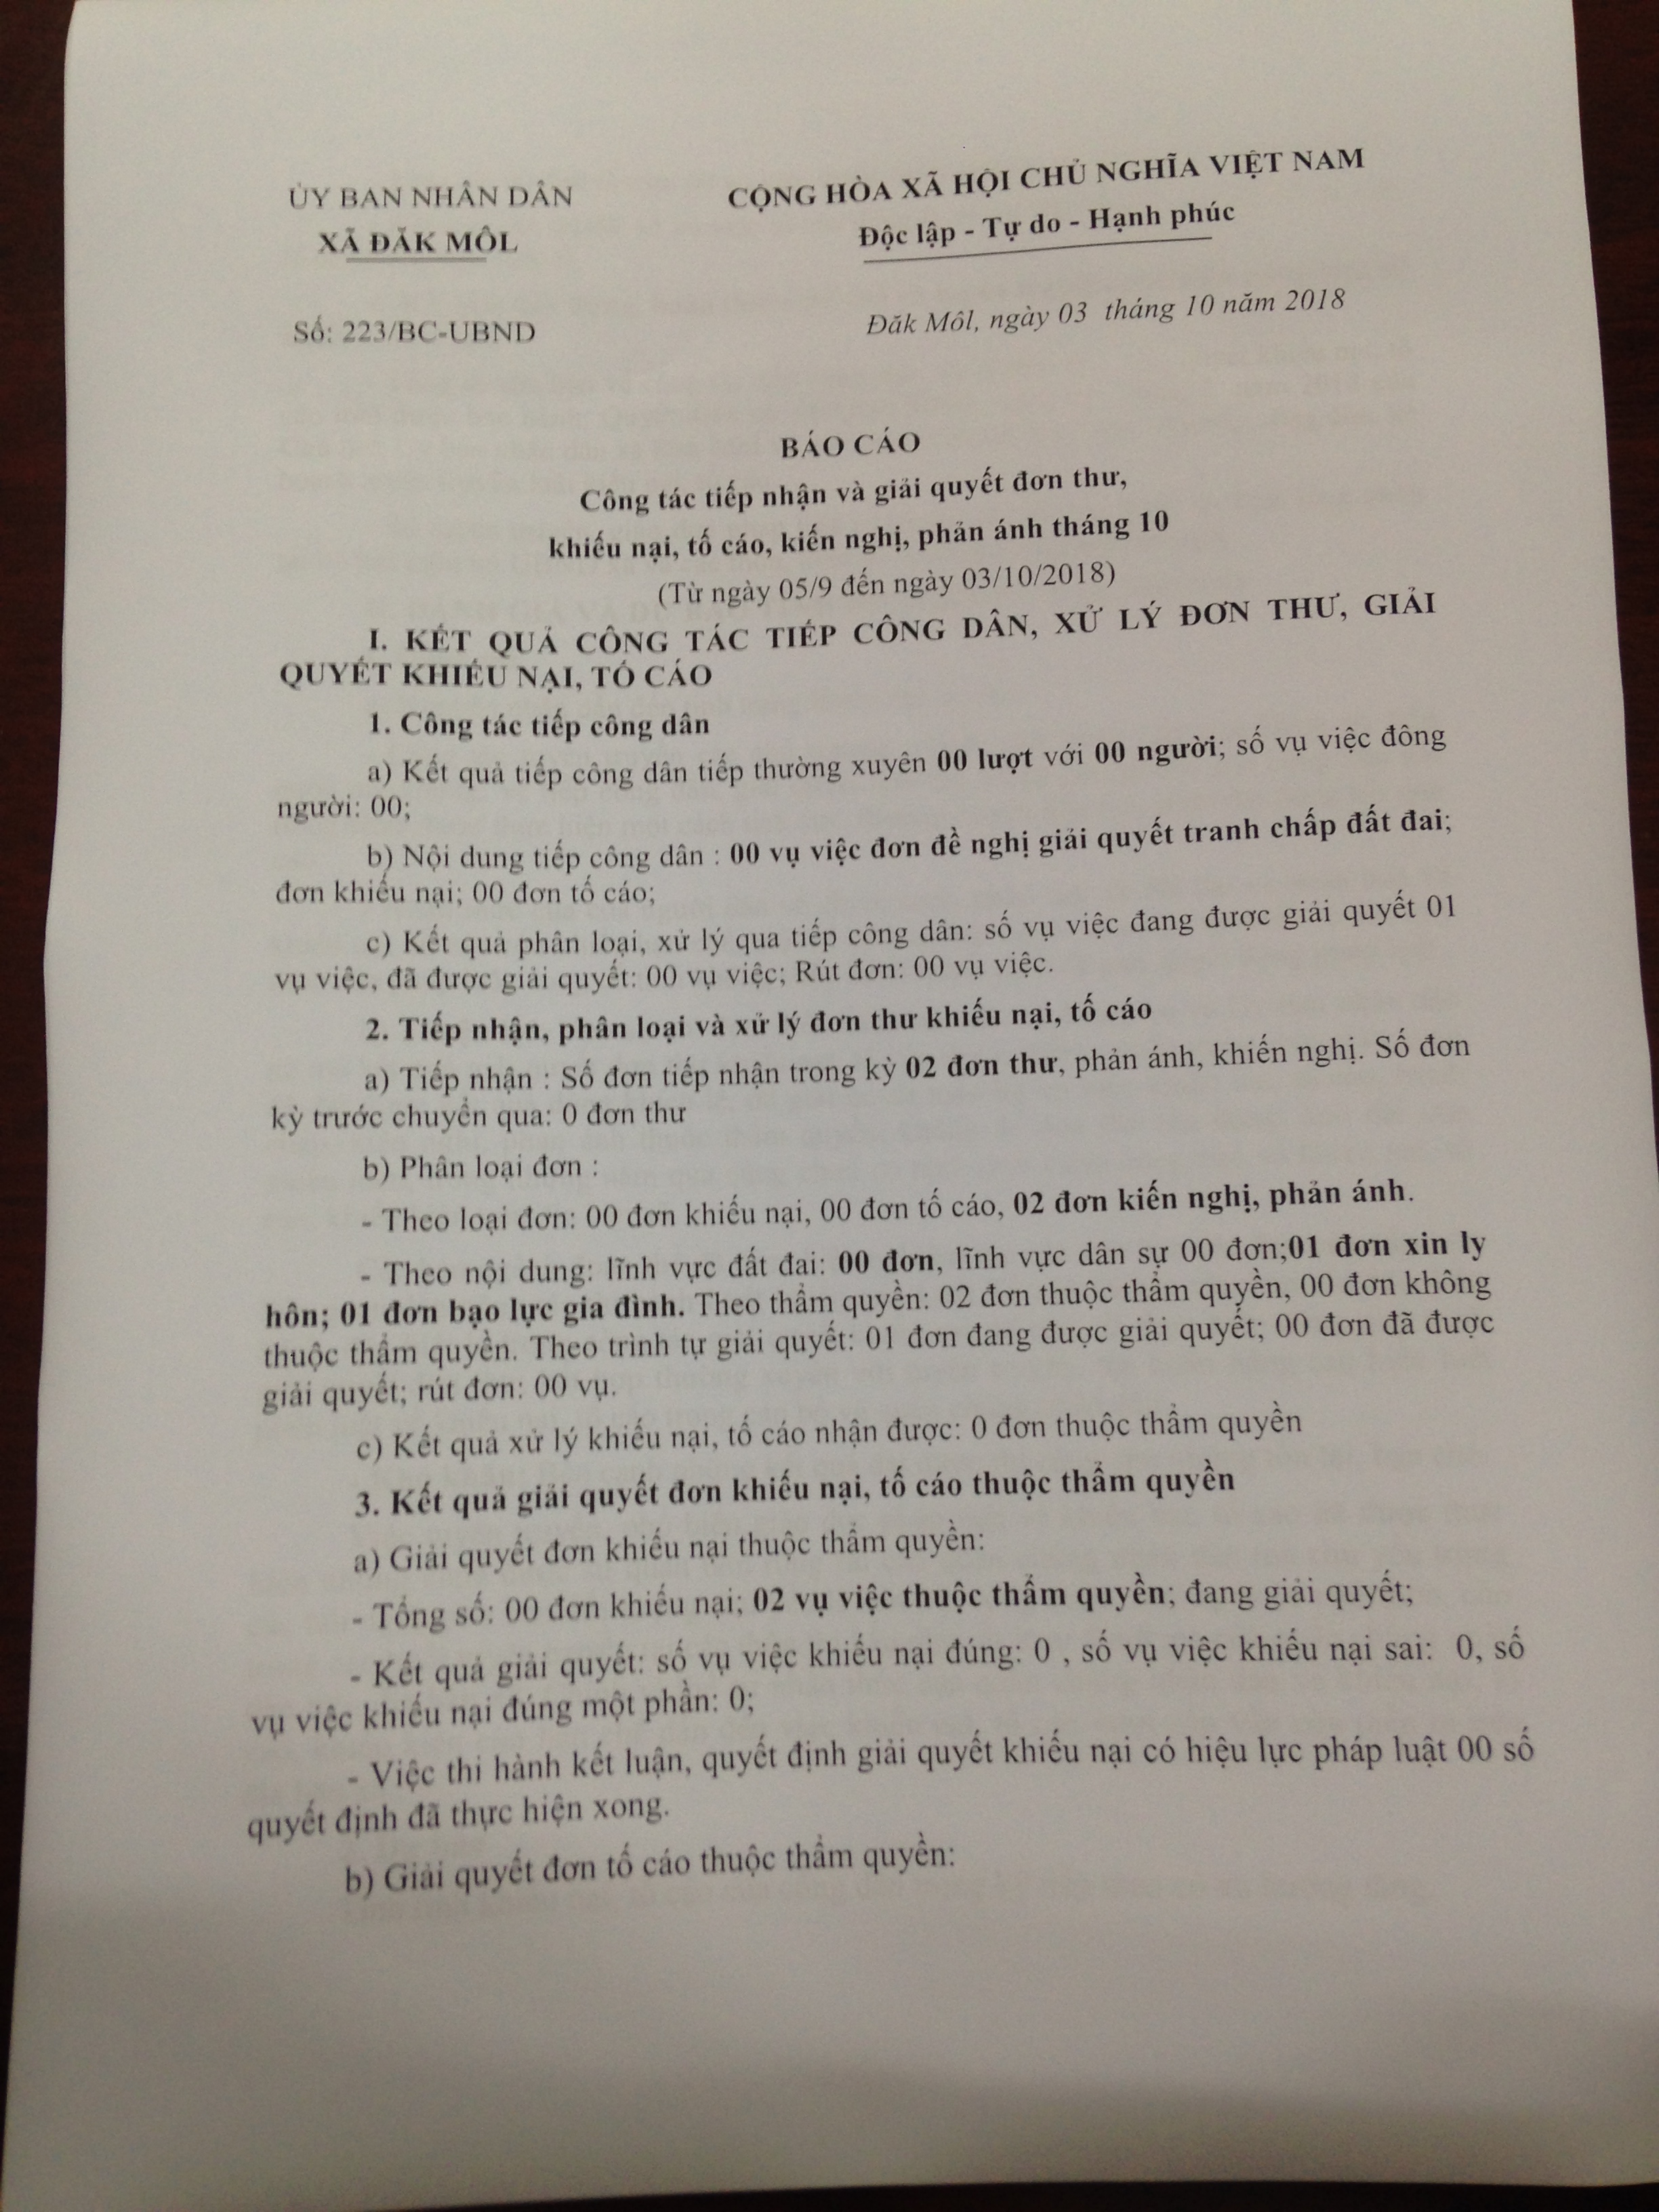 ỦY BAN NHÂN DÂN
XÃ ĐĂK MÔL
CỘNG HÒA XÃ HỘI CHỦ NGHĨA VIỆT NAM
Độc lập - Tự do - Hạnh phúc
Số: 223/BC-UBND
Đăk Môl, ngày 03 tháng 10 năm 2018
BÁO CÁO
Công tác tiếp nhận và giải quyết đơn thư,
khiếu nại, tố cáo, kiến nghị, phản ánh tháng 10
(Từ ngày 05/9 đến ngày 03/10/2018)
I. KẾT QUẢ CÔNG TÁC TIẾP CÔNG DÂN, XỬ LÝ ĐƠN THƯ, GIẢI
QUYẾT KHIẾU NẠI, TỐ CÁO
1. Công tác tiếp công dân
a) Kết quả tiếp công dân tiếp thường xuyên 00 lượt với 00 người; số vụ việc đông
người: 00;
b) Nội dung tiếp công dân : 00 vụ việc đơn đề nghị giải quyết tranh chấp đất đai;
đơn khiếu nại; 00 đơn tố cáo;
c) Kết quả phân loại, xử lý qua tiếp công dân: số vụ việc đang được giải quyết 01
vụ việc, đã được giải quyết: 00 vụ việc; Rút đơn: 00 vụ việc.
2. Tiếp nhận, phân loại và xử lý đơn thư khiếu nại, tố cáo
a) Tiếp nhận : Số đơn tiếp nhận trong kỳ 02 đơn thư, phản ánh, khiến nghị. Số đơn
kỳ trước chuyển qua: 0 đơn thư
b) Phân loại đơn :
- Theo loại đơn: 00 đơn khiếu nại, 00 đơn tố cáo, 02 đơn kiến nghị, phản ánh.
- Theo nội dung: lĩnh vực đất đai: 00 đơn, lĩnh vực dân sự 00 đơn;01 đơn xin ly
hôn; 01 đơn bạo lực gia đình. Theo thẩm quyền: 02 đơn thuộc thẩm quyền, 00 đơn không
thuộc thẩm quyền. Theo trình tự giải quyết: 01 đơn đang được giải quyết; 00 đơn đã được
giải quyết; rút đơn: 00 vụ.
c) Kết quả xử lý khiếu nại, tố cáo nhận được: 0 đơn thuộc thẩm quyền
3. Kết quả giải quyết đơn khiếu nại, tố cáo thuộc thẩm quyền
a) Giải quyết đơn khiếu nại thuộc thẩm quyền:
- Tổng số: 00 đơn khiếu nại; 02 vụ việc thuộc thẩm quyền; đang giải quyết;
- Kết quả giải quyết: số vụ việc khiếu nại đúng: 0 , số vụ việc khiếu nại sai: 0, số
vụ việc khiếu nại đúng một phần: 0;
- Việc thi hành kết luận, quyết định giải quyết khiếu nại có hiệu lực pháp luật 00 số
quyết định đã thực hiện xong.
b) Giải quyết đơn tố cáo thuộc thẩm quyền: